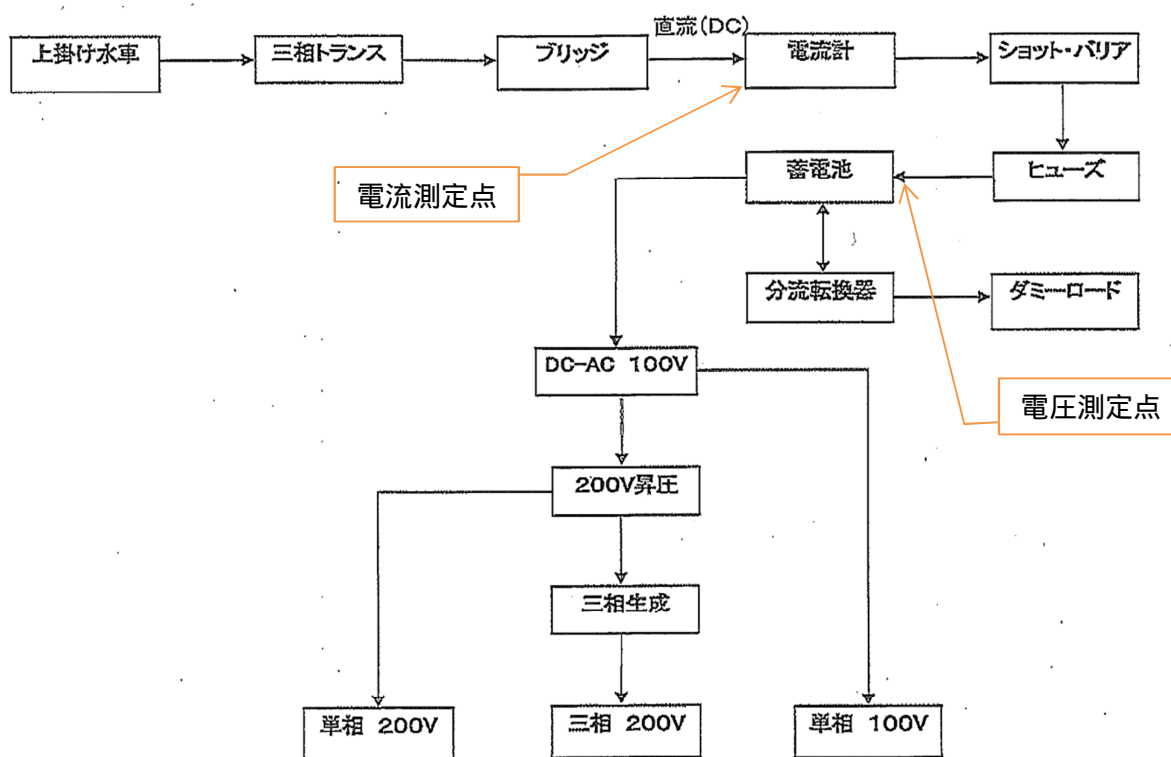 直流(DC)
上掛け水車
三相トランス
ブリッジ
電流計
ショット・バリア
電流測定点
蓄電池
ヒューズ
分流転換器
ダミーロード
DC-AC 100V
電圧測定点
200V昇圧
三相生成
単相 200V
三相 200V
単相 100V